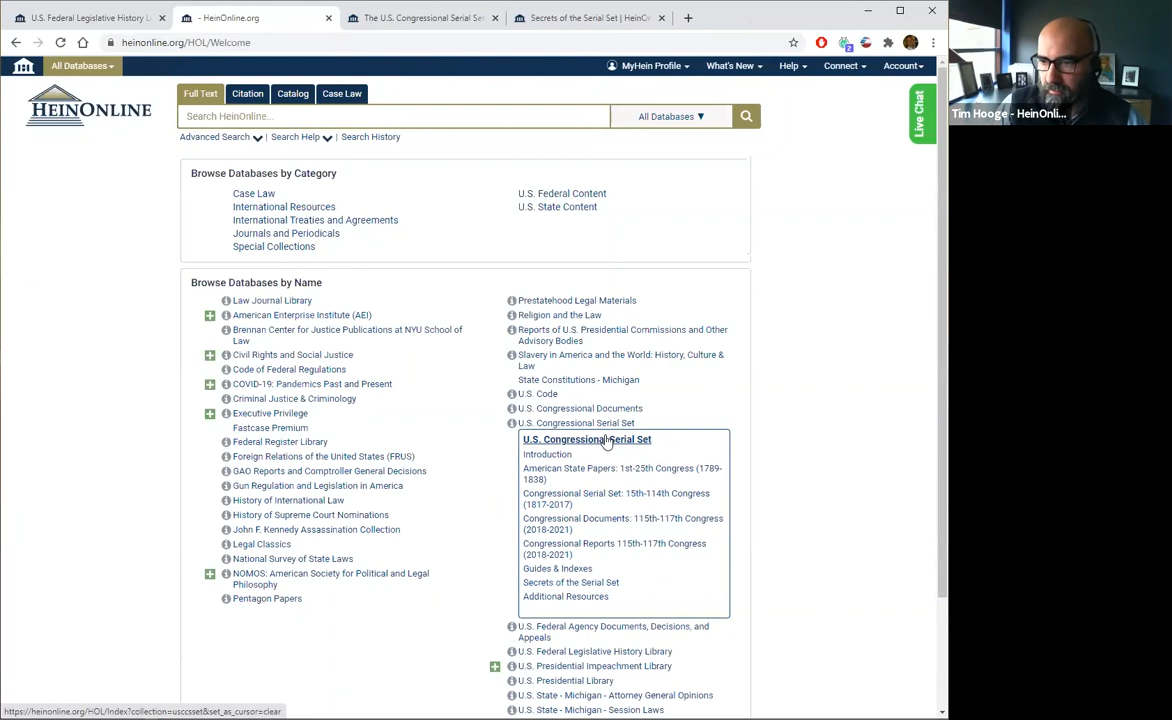 U.S. Federal Legislative History L
- HeinOnline.org
The U.S. Congressional Serial Set
Secrets of the Serial Set | HeinO
heinonline.org/HOL/Welcome
2
All Databases
MyHein Profile
What's New
Help
Connect
Account
HEINONLINE
Full Text
Citation
Catalog
Case Law
Search HeinOnline...
All Databases ▼
Advanced Search
Search Help
Search History
Live Chat
Tim Hooge - HeinOnli...
Browse Databases by Category
Case Law
International Resources
International Treaties and Agreements
Journals and Periodicals
Special Collections
U.S. Federal Content
U.S. State Content
Browse Databases by Name
Law Journal Library
American Enterprise Institute (AEI)
Brennan Center for Justice Publications at NYU School of
Law
Civil Rights and Social Justice
Code of Federal Regulations
COVID-19: Pandemics Past and Present
Criminal Justice & Criminology
Executive Privilege
Fastcase Premium
Federal Register Library
Foreign Relations of the United States (FRUS)
GAO Reports and Comptroller General Decisions
Gun Regulation and Legislation in America
History of International Law
History of Supreme Court Nominations
John F. Kennedy Assassination Collection
Legal Classics
National Survey of State Laws
NOMOS: American Society for Political and Legal
Philosophy
Pentagon Papers
Prestatehood Legal Materials
Religion and the Law
Reports of U.S. Presidential Commissions and Other
Advisory Bodies
Slavery in America and the World: History, Culture &
Law
State Constitutions - Michigan
U.S. Code
U.S. Congressional Documents
U.S. Congressional Serial Set
U.S. Congressional Serial Set
Introduction
American State Papers: 1st-25th Congress (1789-
1838)
Congressional Serial Set: 15th-114th Congress
(1817-2017)
Congressional Documents: 115th-117th Congress
(2018-2021)
Congressional Reports 115th-117th Congress
(2018-2021)
Guides & Indexes
Secrets of the Serial Set
Additional Resources
U.S. Federal Agency Documents, Decisions, and
Appeals
U.S. Federal Legislative History Library
U.S. Presidential Impeachment Library
U.S. Presidential Library
U.S. State - Michigan - Attorney General Opinions
U.S. State - Michigan - Session Laws
https://heinonline.org/HOL/Index?collection=usccsset&set_as_cursor=clear